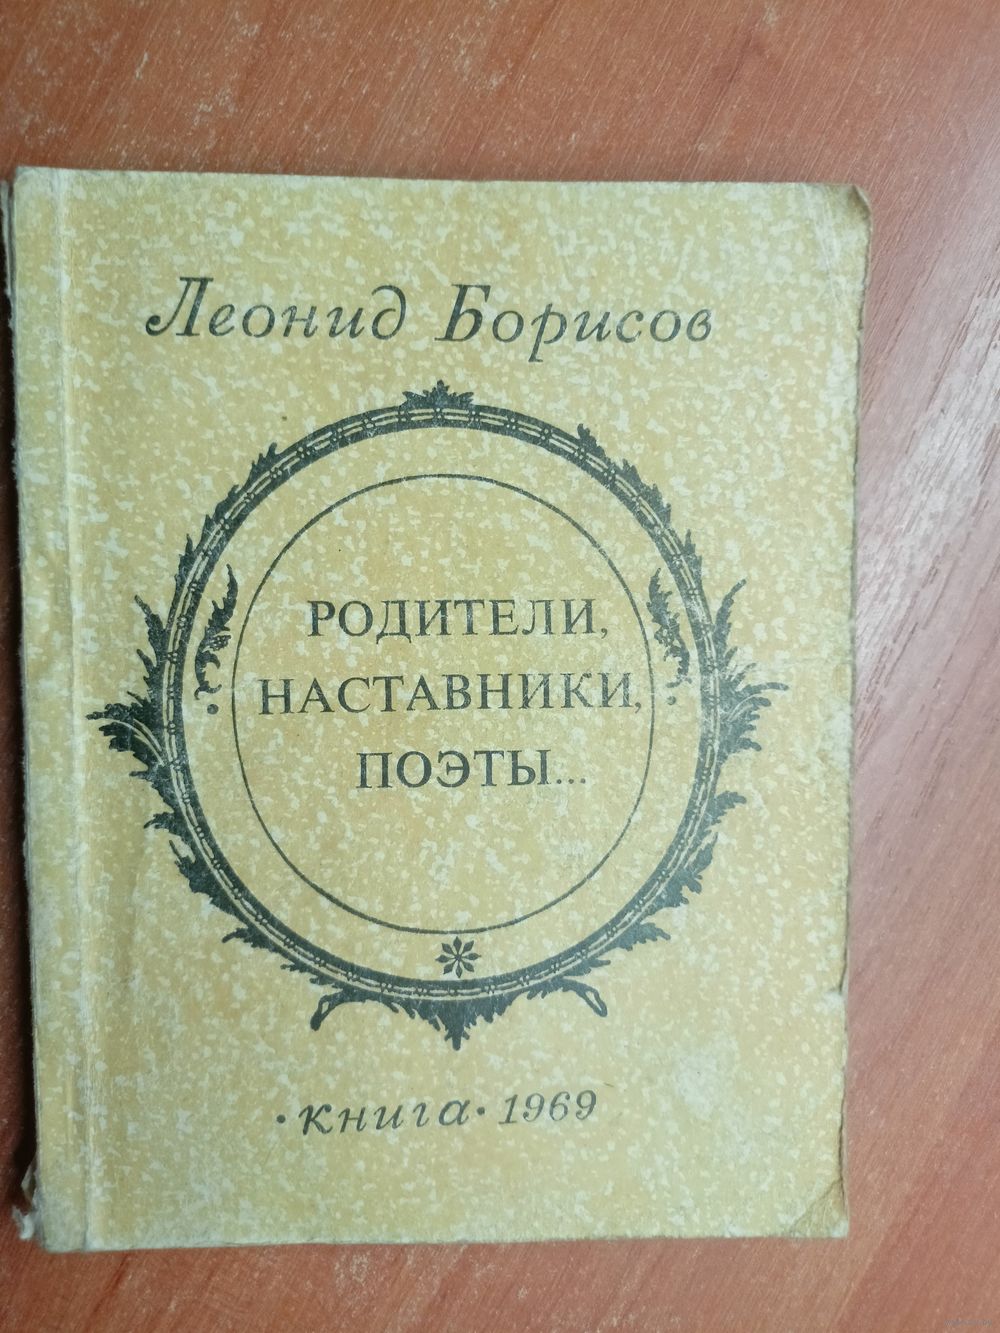 Леонид Борисов
РОДИТЕЛИ,
НАСТАВНИКИ,
ПОЭТЫ...
• книга • 1969